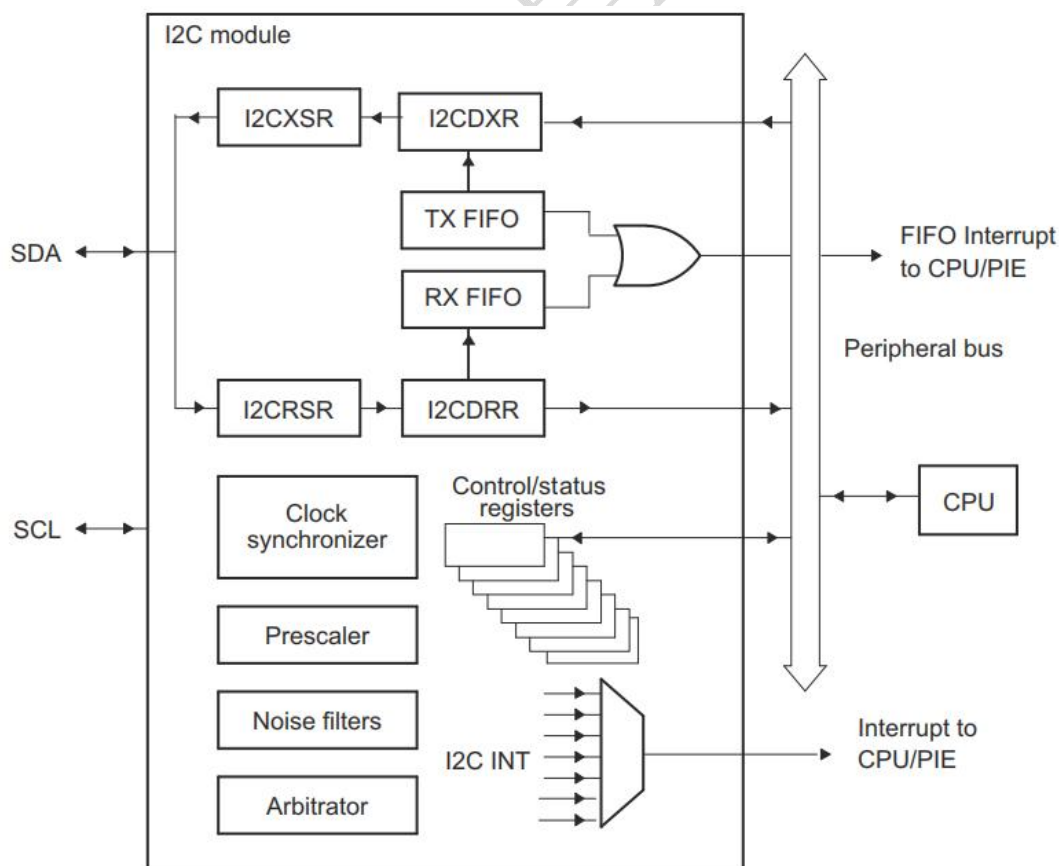 I2C module
I2CXSR
I2CDXR
TX FIFO
RX FIFO
I2CRSR
I2CDRR
SDA
SCL
FIFO Interrupt
to CPU/PIE
Peripheral bus
CPU
Clock
synchronizer
Control/status
registers
Prescaler
Noise filters
Arbitrator
I2C INT
Interrupt to
CPU/PIE